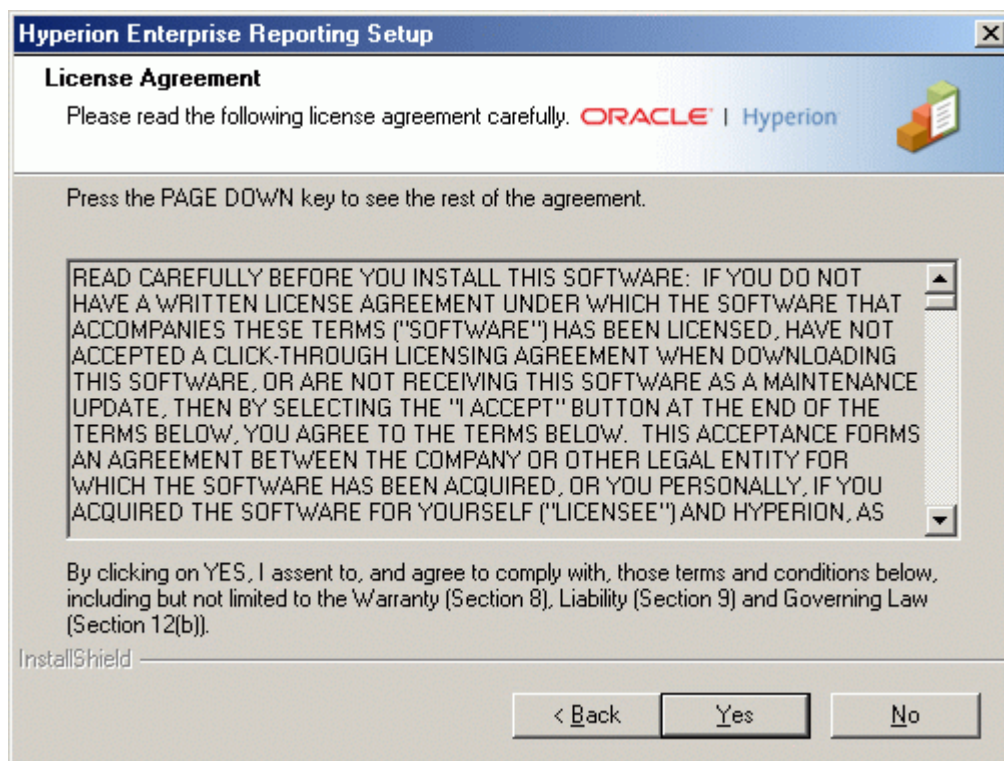 Hyperion Enterprise Reporting Setup
License Agreement
Please read the following license agreement carefully. ORACLE | Hyperion
Press the PAGE DOWN key to see the rest of the agreement.
READ CAREFULLY BEFORE YOU INSTALL THIS SOFTWARE:  IF YOU DO NOT
HAVE A WRITTEN LICENSE AGREEMENT UNDER WHICH THE SOFTWARE THAT
ACCOMPANIES THESE TERMS ("SOFTWARE") HAS BEEN LICENSED, HAVE NOT
ACCEPTED A CLICK-THROUGH LICENSING AGREEMENT WHEN DOWNLOADING
THIS SOFTWARE, OR ARE NOT RECEIVING THIS SOFTWARE AS A MAINTENANCE
UPDATE, THEN BY SELECTING THE "I ACCEPT" BUTTON AT THE END OF THE
TERMS BELOW, YOU AGREE TO THE TERMS BELOW.  THIS ACCEPTANCE FORMS
AN AGREEMENT BETWEEN THE COMPANY OR OTHER LEGAL ENTITY FOR
WHICH THE SOFTWARE HAS BEEN ACQUIRED, OR YOU PERSONALLY, IF YOU
ACQUIRED THE SOFTWARE FOR YOURSELF ("LICENSEE") AND HYPERION, AS
By clicking on YES, I assent to, and agree to comply with, those terms and conditions below,
including but not limited to the Warranty (Section 8), Liability (Section 9) and Governing Law
(Section 12(b)).
InstallShield
< Back Yes No